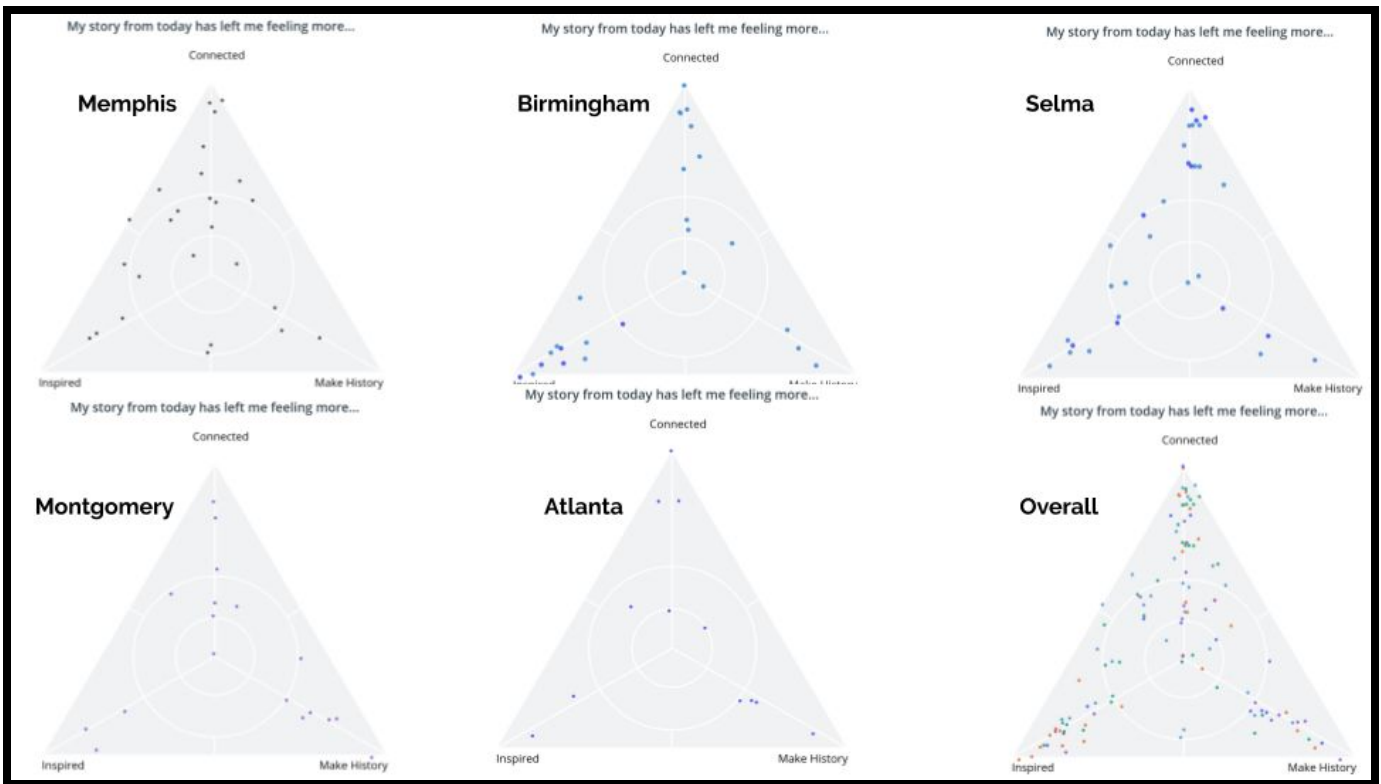 My story from today has left me feeling more...
Connected
Memphis
Inspired
Make History
My story from today has left me feeling more...
Connected
Birmingham
Inspired
Make History
My story from today has left me feeling more...
Connected
Selma
Inspired
Make History
My story from today has left me feeling more...
Connected
Montgomery
Inspired
Make History
My story from today has left me feeling more...
Connected
Atlanta
Inspired
Make History
My story from today has left me feeling more...
Connected
Overall
Inspired
Make History